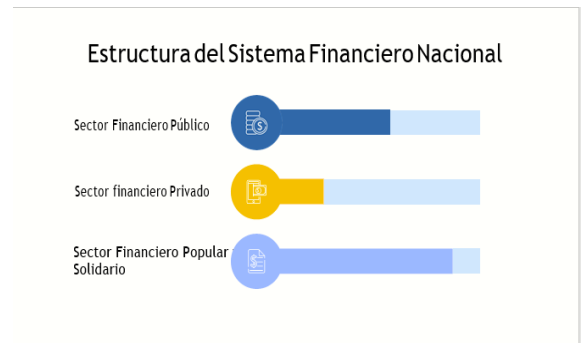 Estructura del Sistema Financiero Nacional
Sector Financiero Público
Sector financiero Privado
Sector Financiero Popular
Solidario